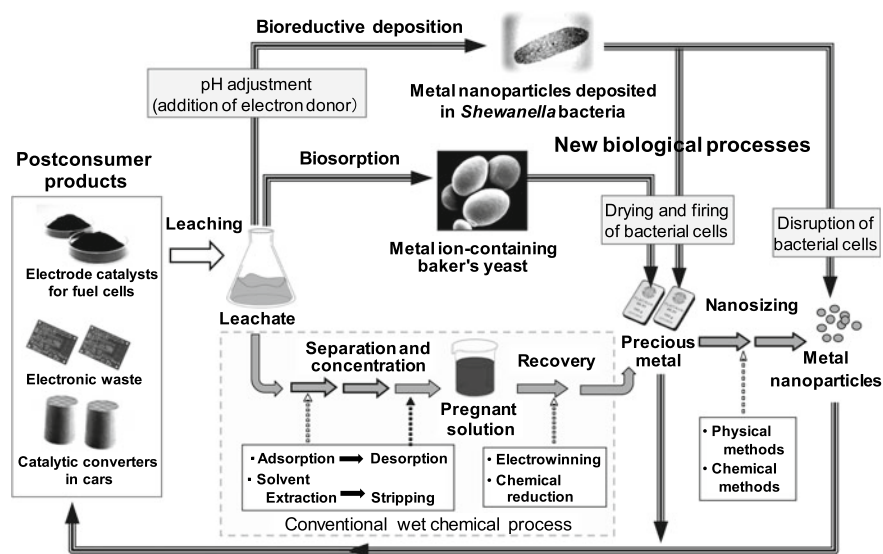 Bioreductive deposition
pH adjustment
(addition of electron donor)
Metal nanoparticles deposited
in Shewanella bacteria
New biological processes
Postconsumer
products
Biosorption
Leaching
Drying and firing
of bacterial cells
Disruption of
bacterial cells
Metal ion-containing
baker's yeast
Electrode catalysts
for fuel cells
Leachate
Nanosizing
Separation and
concentration
Recovery
Precious
metal
Metal
nanoparticles
Electronic waste
Pregnant
solution
Catalytic converters
in cars
· Adsorption
Desorption
· Solvent
Extraction
Stripping
• Electrowinning
• Chemical
reduction
• Physical
methods
• Chemical
methods
Conventional wet chemical process